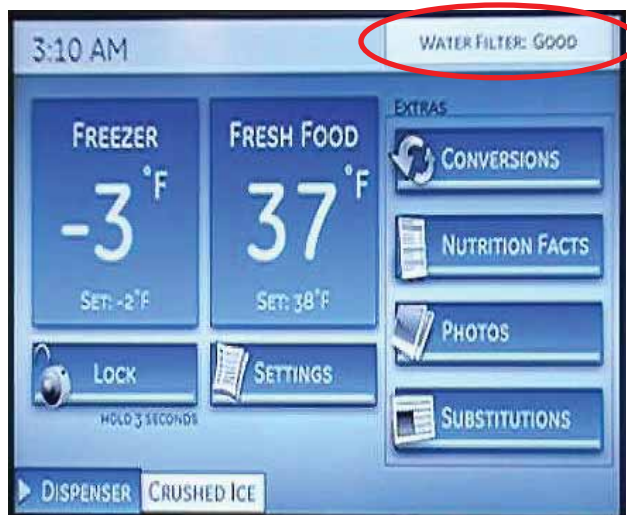 3:10 AM
WATER FILTER: GOOD
FREEZER
-3°F
SET: -2°F
FRESH FOOD
37°F
SET: 38°F
EXTRAS
CONVERSIONS
NUTRITION FACTS
PHOTOS
SUBSTITUTIONS
LOCK
HOLD 3 SECONDS
SETTINGS
DISPENSER
CRUSHED ICE